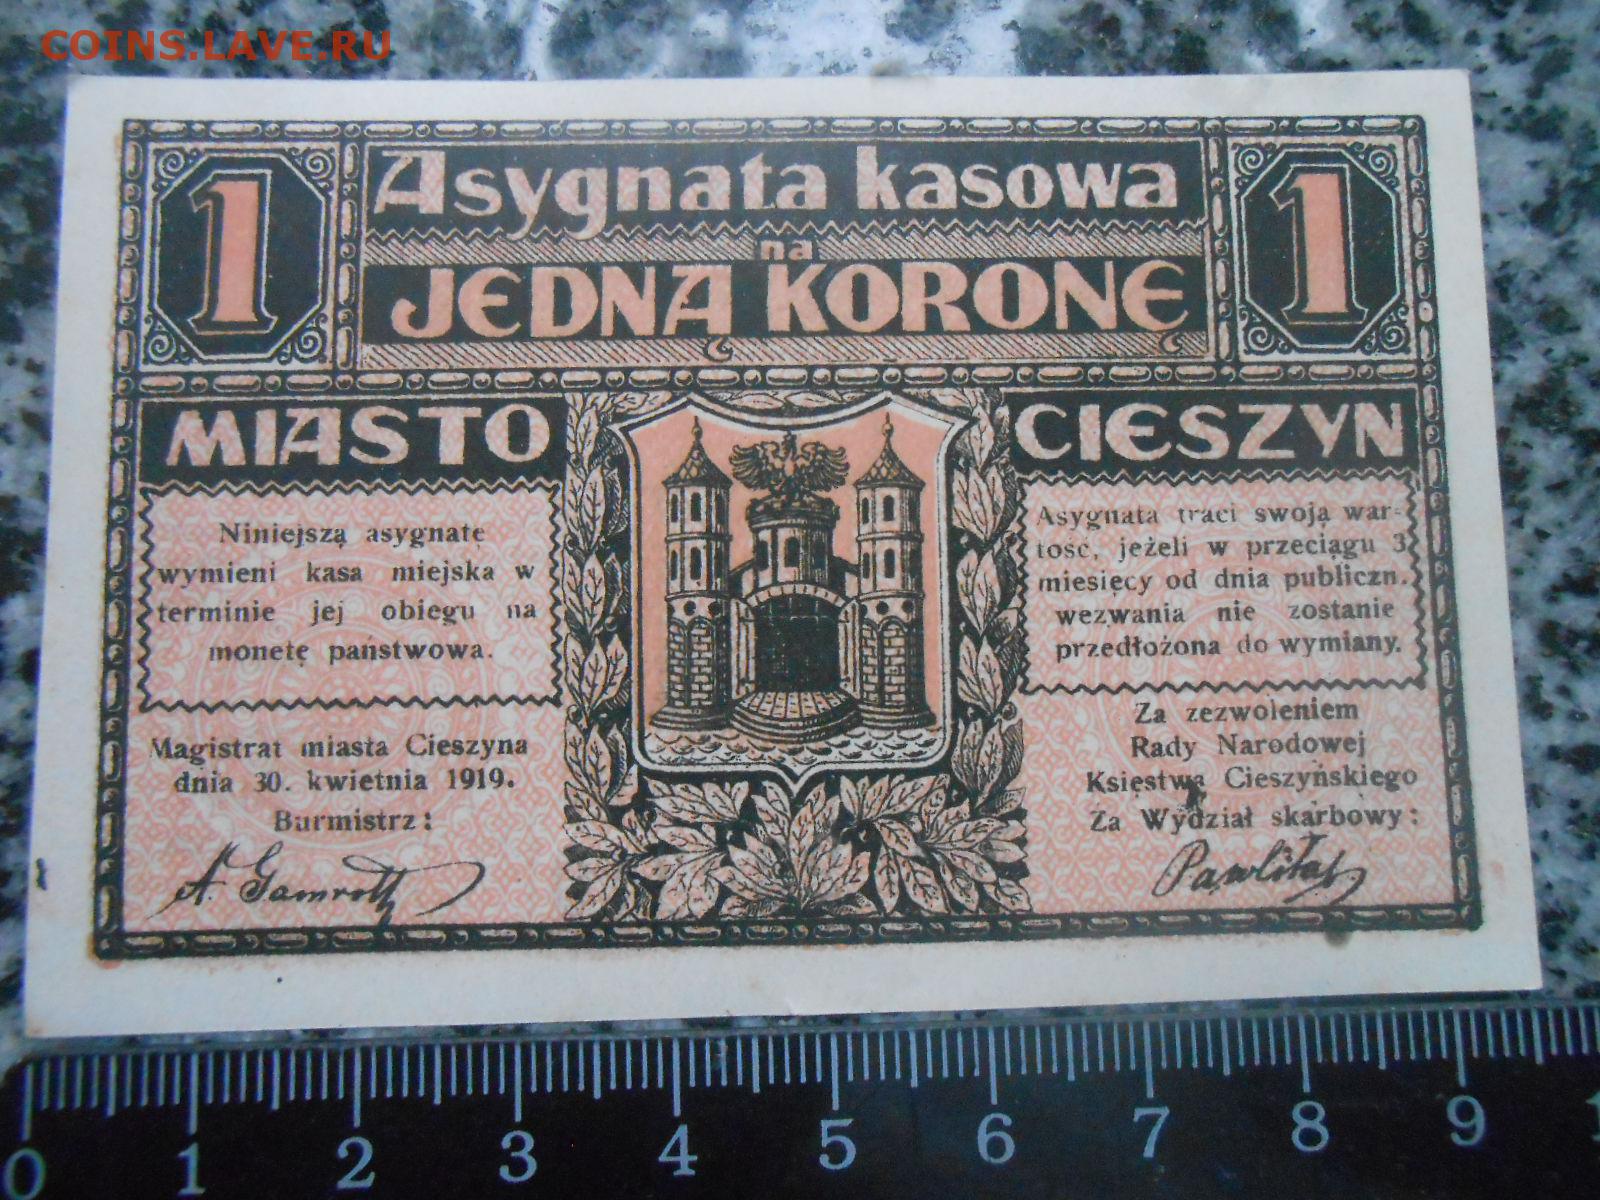 COINS.LAVE.RU
1
Asygnata kasowa
na
JEDNĄ KORONĘ
1
MIASTO
CIESZYN
Niniejszą asygnatę
wymieni kasa miejska w
terminie jej obiegu na
monetę państwowa.
Magistrat miasta Cieszyna
dnia 30. kwietnia 1919.
Burmistrz:
A. Gamroth
Asygnata traci swoją war=
tość, jeżeli w przeciągu 3
miesięcy od dnia publiczn.
wezwania nie zostanie
przedłożona do wymiany.
Za zezwoleniem
Rady Narodowej
Księstwa Cieszyńskiego
Za Wydział skarbowy:
0 1 2 3 4 5 6 7 8 9 1